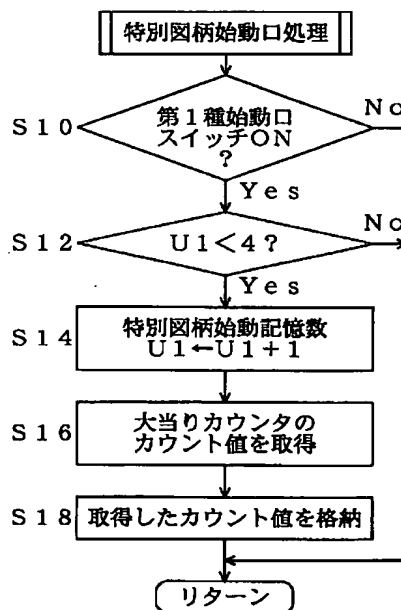 特別図柄始動口処理
S10
第1種始動口
スイッチON
?
No
Yes
S12
U1<4?
No
Yes
S14
特別図柄始動記憶数
U1←U1+1
S16
大当りカウンタの
カウント値を取得
S18
取得したカウント値を格納
リターン